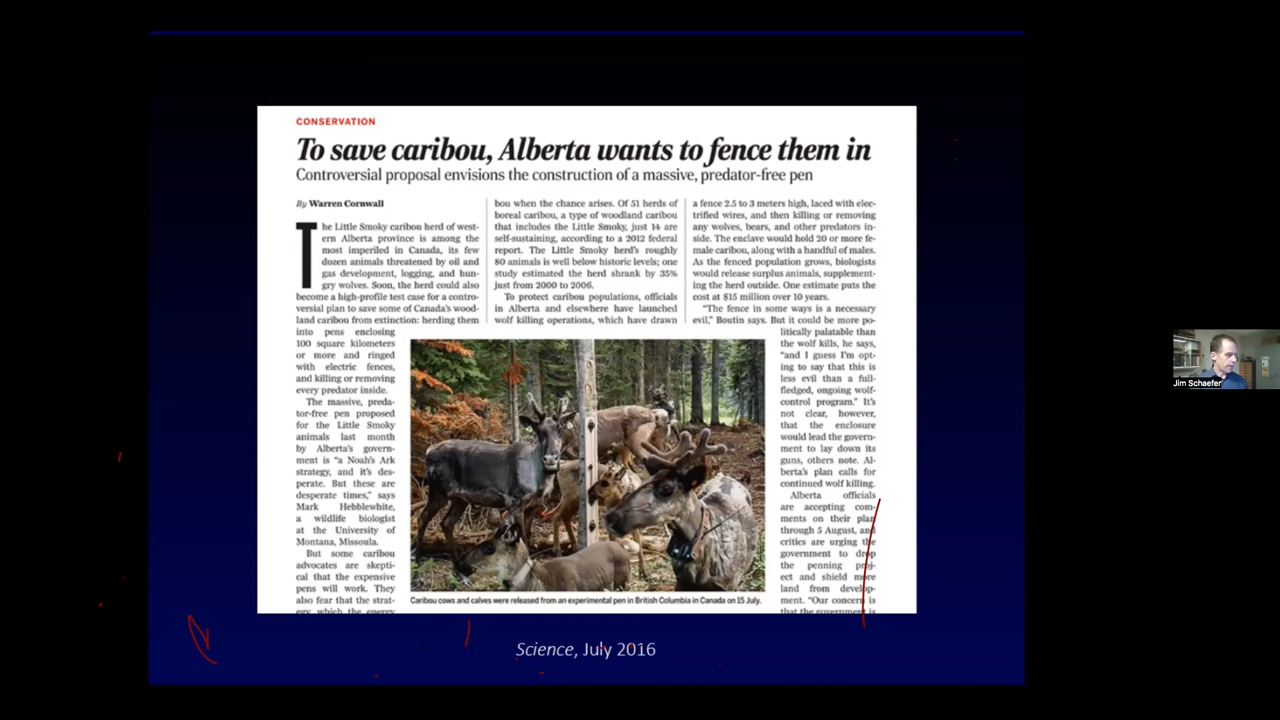 CONSERVATION
To save caribou, Alberta wants to fence them in
Controversial proposal envisions the construction of a massive, predator-free pen
By Warren Cornwall
The Little Smoky caribou herd of west-
ern Alberta province is among the
most imperiled in Canada, its few
dozen animals threatened by oil and
gas development, logging, and hun-
gry wolves. Soon, the herd could also
become a high-profile test case for a contro-
versial plan to save some of Canada's wood-
land caribou from extinction: herding them
into pens enclosing
100 square kilometers
or more and ringed
with electric fences,
and killing or removing
every predator inside.
The massive, preda-
tor-free pen proposed
for the Little Smoky
animals last month
by Alberta's govern-
ment is "a Noah's Ark
strategy, and it's des-
perate. But these are
desperate times," says
Mark Hebblewhite,
a wildlife biologist
at the University of
Montana, Missoula.
But some caribou
advocates are skepti-
cal that the expensive
pens will work. They
also fear that the strat-
egy, which the energy
bou when the chance arises. Of 51 herds of
boreal caribou, a type of woodland caribou
that includes the Little Smoky, just 14 are
self-sustaining, according to a 2012 federal
report. The Little Smoky herd's roughly
80 animals is well below historic levels; one
study estimated the herd shrank by 35%
just from 2000 to 2006.
To protect caribou populations, officials
in Alberta and elsewhere have launched
wolf killing operations, which have drawn
a fence 2.5 to 3 meters high, laced with elec-
trified wires, and then killing or removing
any wolves, bears, and other predators in-
side. The enclave would hold 20 or more fe-
male caribou, along with a handful of males.
As the fenced population grows, biologists
would release surplus animals, supplement-
ing the herd outside. One estimate puts the
cost at $15 million over 10 years.
"The fence in some ways is a necessary
evil," Boutin says. But it could be more po-
litically palatable than
the wolf kills, he says,
"and I guess I'm opt-
ing to say that this is
less evil than a full-
fledged, ongoing wolf-
control program." It's
not clear, however,
that the enclosure
would lead the govern-
ment to lay down its
guns, others note. Al-
berta's plan calls for
continued wolf killing.
Alberta officials
are accepting com-
ments on their plan
through 5 August, and
critics are urging the
government to drop
the penning proj-
ect and shield more
land from develop-
ment. "Our concern is
that the government is
Caribou cows and calves were released from an experimental pen in British Columbia in Canada on 15 July.
Science, July 2016
Jim Schaefer